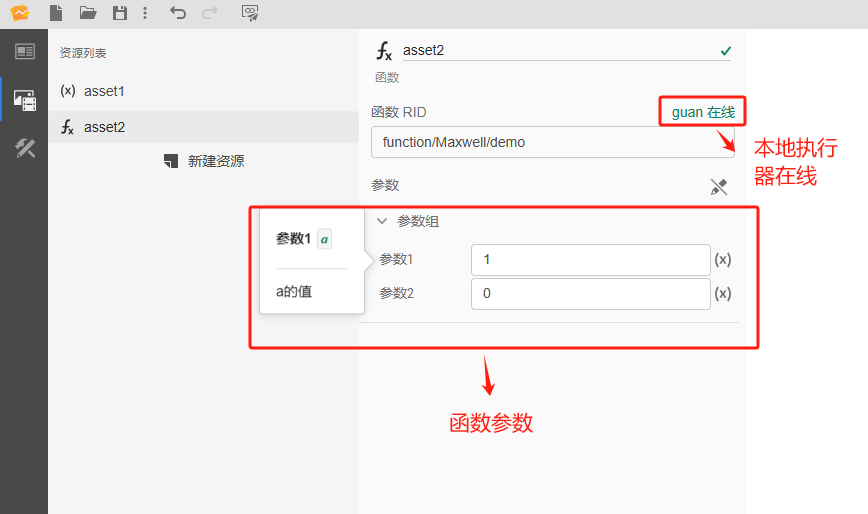 资源列表
(x) asset1
fx asset2
新建资源
fx asset2
函数
函数 RID
guan 在线
function/Maxwell/demo
本地执行
器在线
参数
参数组
参数1 a
a的值
参数1 1 (x)
参数2 0 (x)
函数参数